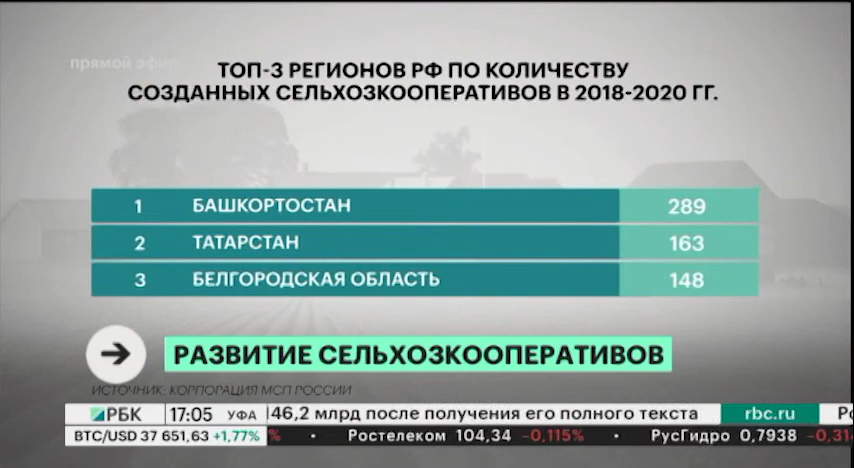 прямой эфир
ТОП-3 РЕГИОНОВ РФ ПО КОЛИЧЕСТВУ
СОЗДАННЫХ СЕЛЬХОЗКООПЕРАТИВОВ В 2018-2020 ГГ.
1 БАШКОРТОСТАН 289
2 ТАТАРСТАН 163
3 БЕЛГОРОДСКАЯ ОБЛАСТЬ 148
РАЗВИТИЕ СЕЛЬХОЗКООПЕРАТИВОВ
ИСТОЧНИК: КОРПОРАЦИЯ МСП РОССИИ
РБК 17:05 УФА 46,2 млрд после получения его полного текста rbc.ru
BTC/USD 37 651,63 +1,77% % • Ростелеком 104,34 -0,115% • РусГидро 0,7938 -0,31